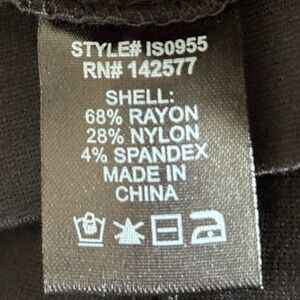 STYLE# IS0955
RN# 142577
SHELL:
68% RAYON
28% NYLON
4% SPANDEX
MADE IN
CHINA